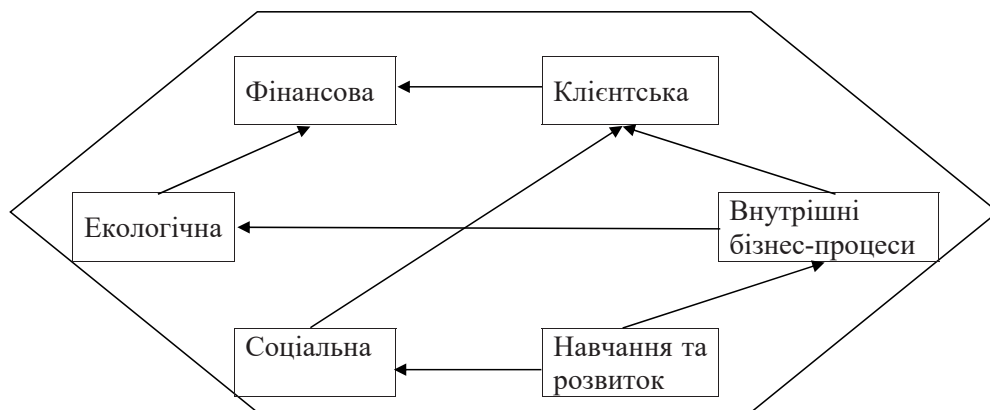 Фінансова
Клієнтська
Екологічна
Внутрішні
бізнес-процеси
Соціальна
Навчання та
розвиток